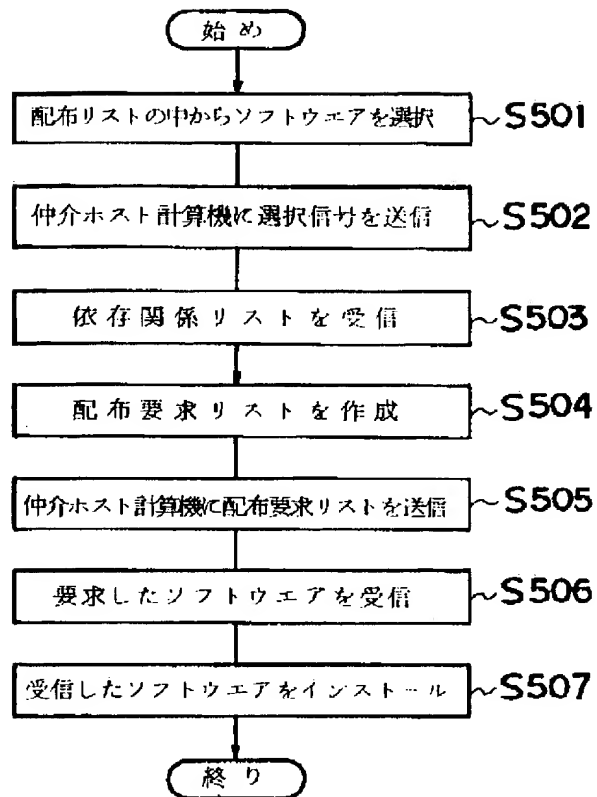 始め
配布リストの中からソフトウエアを選択 S501
仲介ホスト計算機に選択信号を送信 S502
依存関係リストを受信 S503
配布要求リストを作成 S504
仲介ホスト計算機に配布要求リストを送信 S505
要求したソフトウエアを受信 S506
受信したソフトウエアをインストール S507
終り